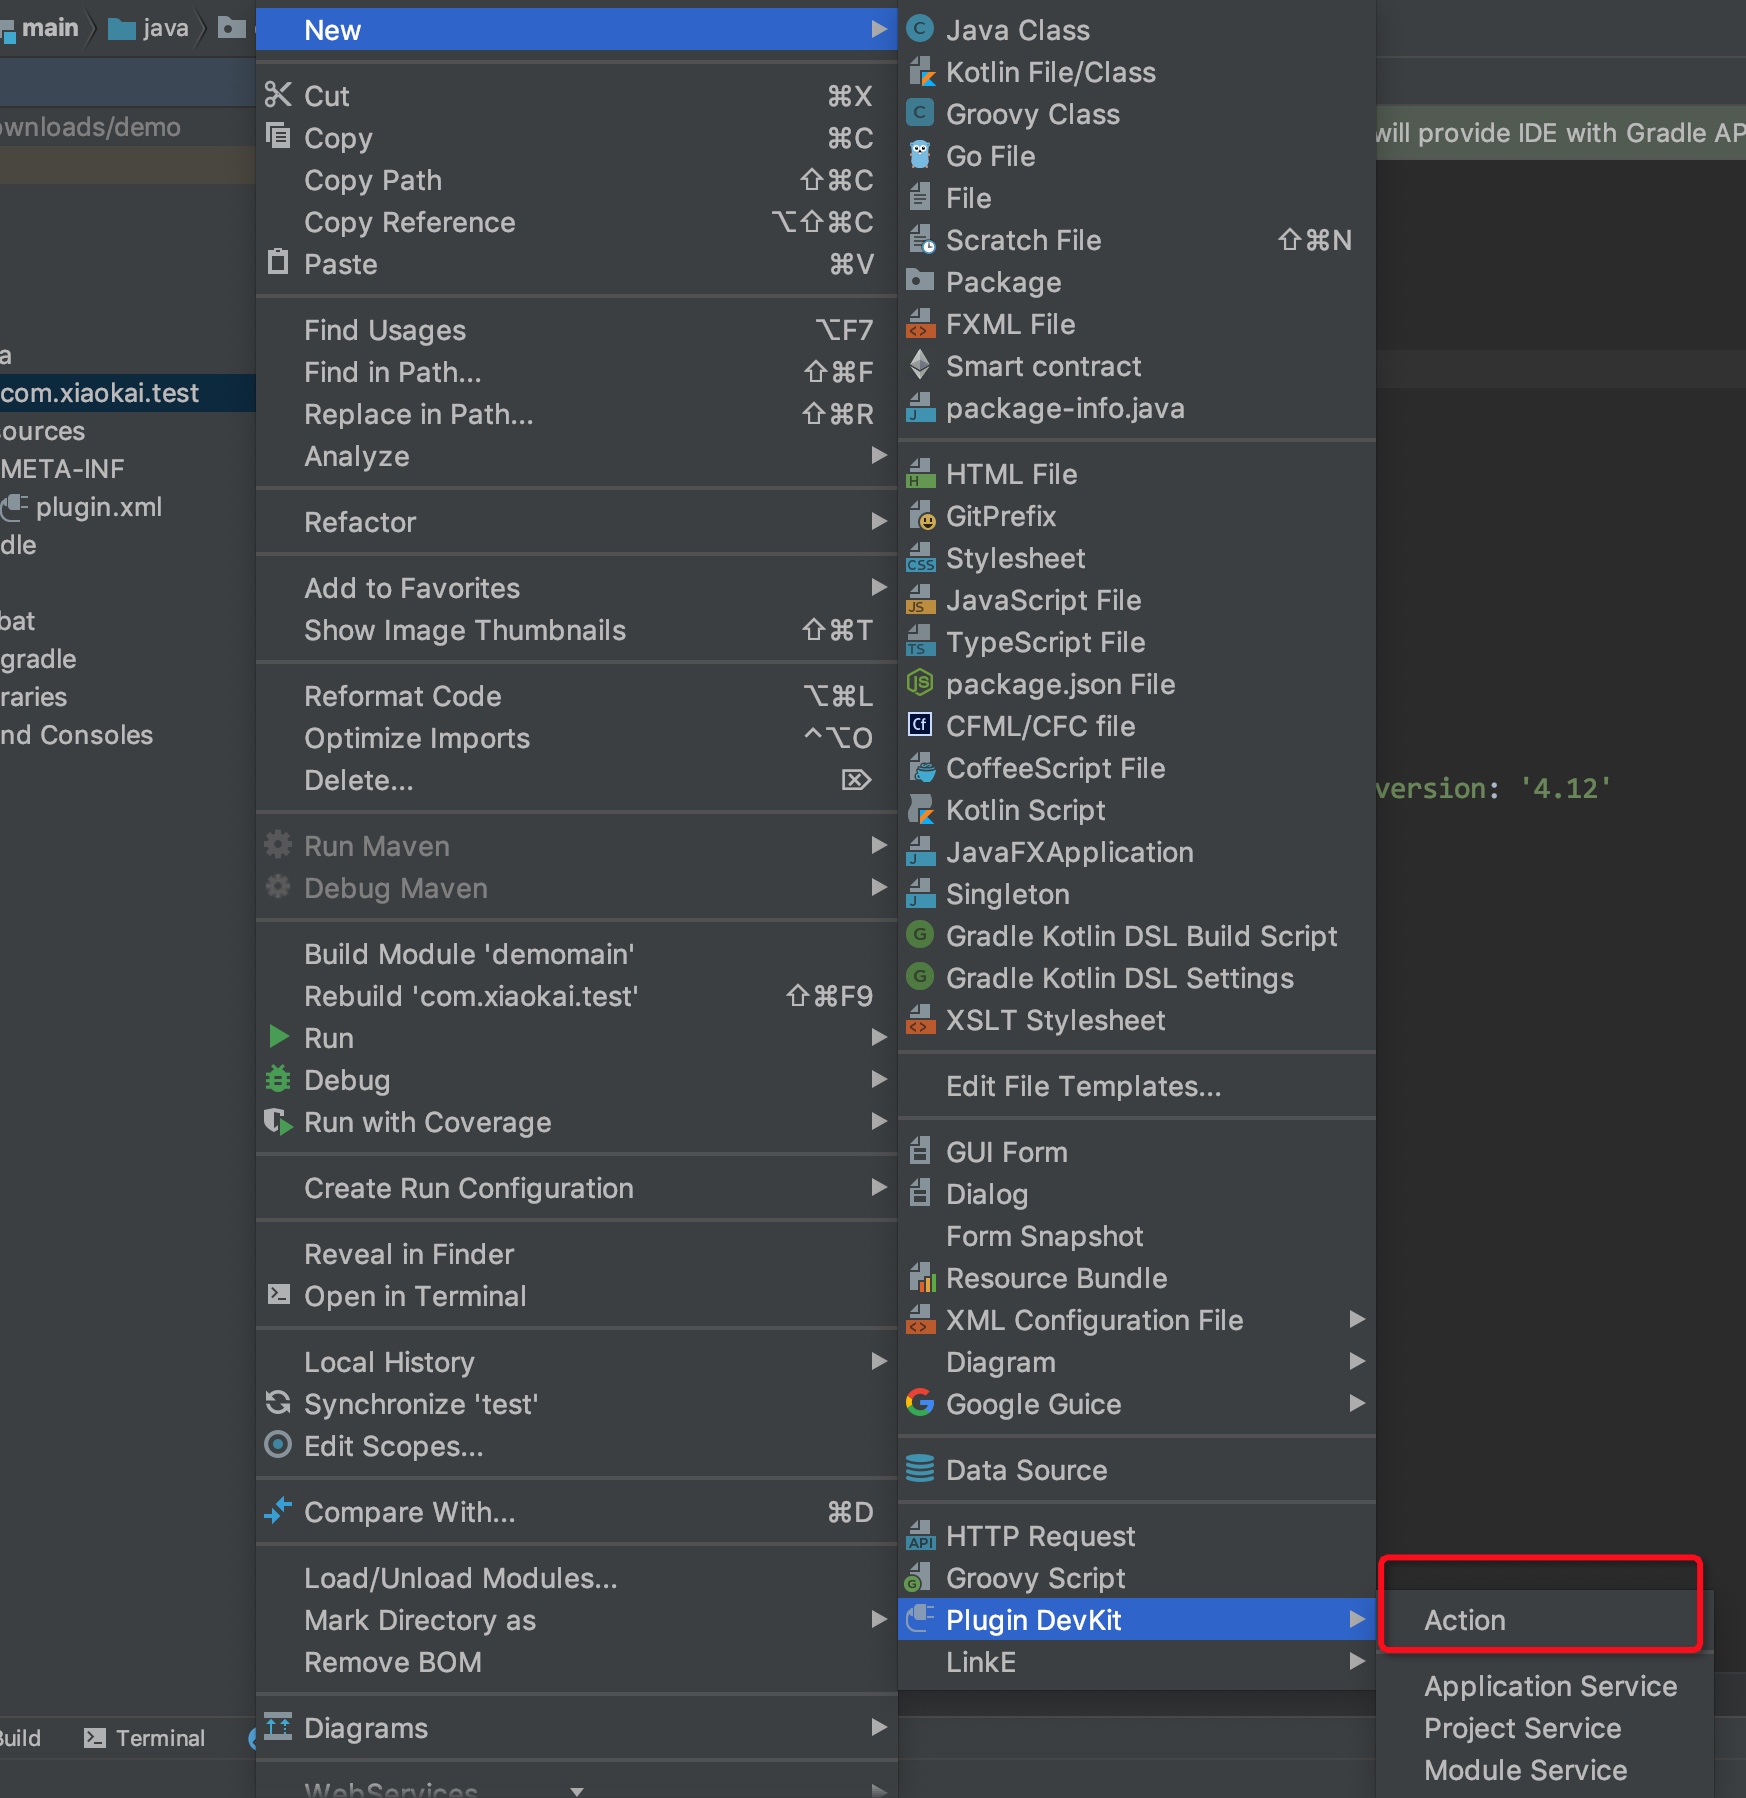 main
java
ownloads/demo
a
com.xiaokai.test
ources
META-INF
plugin.xml
dle
bat
gradle
raries
nd Consoles
Build
Terminal
New
Cut ⌘X
Copy ⌘C
Copy Path ⇧⌘C
Copy Reference ⌥⇧⌘C
Paste ⌘V
Find Usages ⌥F7
Find in Path... ⇧⌘F
Replace in Path... ⇧⌘R
Analyze
Refactor
Add to Favorites
Show Image Thumbnails ⇧⌘T
Reformat Code ⌥⌘L
Optimize Imports ^⌥O
Delete... ⌦
Run Maven
Debug Maven
Build Module 'demomain'
Rebuild 'com.xiaokai.test' ⇧⌘F9
Run
Debug
Run with Coverage
Create Run Configuration
Reveal in Finder
Open in Terminal
Local History
Synchronize 'test'
Edit Scopes...
Compare With... ⌘D
Load/Unload Modules...
Mark Directory as
Remove BOM
Diagrams
WebServices
Java Class
Kotlin File/Class
Groovy Class
Go File
File
Scratch File ⇧⌘N
Package
FXML File
Smart contract
package-info.java
HTML File
GitPrefix
Stylesheet
JavaScript File
TypeScript File
package.json File
CFML/CFC file
CoffeeScript File
Kotlin Script
JavaFXApplication
Singleton
Gradle Kotlin DSL Build Script
Gradle Kotlin DSL Settings
XSLT Stylesheet
Edit File Templates...
GUI Form
Dialog
Form Snapshot
Resource Bundle
XML Configuration File
Diagram
Google Guice
Data Source
HTTP Request
Groovy Script
Plugin DevKit
LinkE
will provide IDE with Gradle AP
version: '4.12'
Action
Application Service
Project Service
Module Service